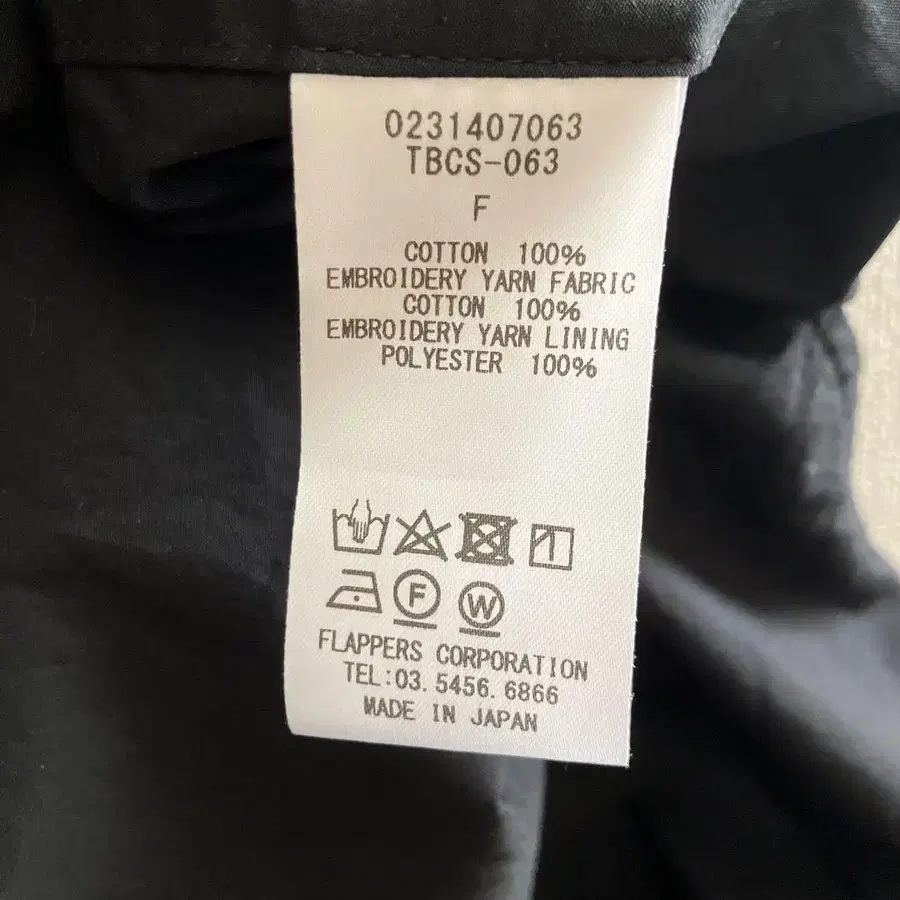 0231407063
TBCS-063
F
COTTON 100%
EMBROIDERY YARN FABRIC
COTTON 100%
EMBROIDERY YARN LINING
POLYESTER 100%
F W
FLAPPERS CORPORATION
TEL:03.5456.6866
MADE IN JAPAN